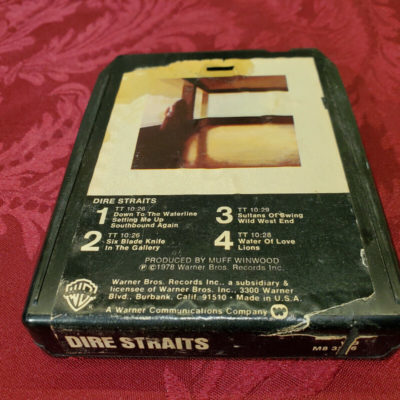 DIRE STRAITS
1 TT 10:26
Down To The Waterline
Setting Me Up
Southbound Again
2 TT 10:26
Six Blade Knife
In The Gallery
3 TT 10:29
Sultans Of Swing
Wild West End
4 TT 10:28
Water Of Love
Lions
PRODUCED BY MUFF WINWOOD
℗©1978 Warner Bros. Records Inc.
Warner Bros. Records Inc., a subsidiary &
licensee of Warner Bros. Inc., 3300 Warner
Blvd., Burbank, Calif. 91510 • Made in U.S.A.
A Warner Communications Company
DIRE STRAITS
M8